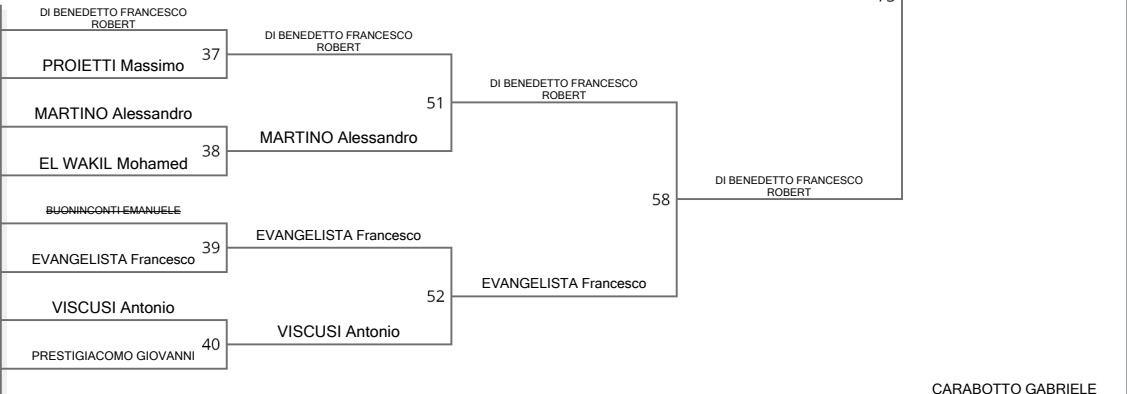 DI BENEDETTO FRANCESCO
ROBERT
37
PROIETTI Massimo
DI BENEDETTO FRANCESCO
ROBERT
51
MARTINO Alessandro
38
EL WAKIL Mohamed
MARTINO Alessandro
DI BENEDETTO FRANCESCO
ROBERT
58
BUONINCONTI EMANUELE
39
EVANGELISTA Francesco
EVANGELISTA Francesco
52
VISCUSI Antonio
40
PRESTIGIACOMO GIOVANNI
VISCUSI Antonio
EVANGELISTA Francesco
DI BENEDETTO FRANCESCO
ROBERT
CARABOTTO GABRIELE